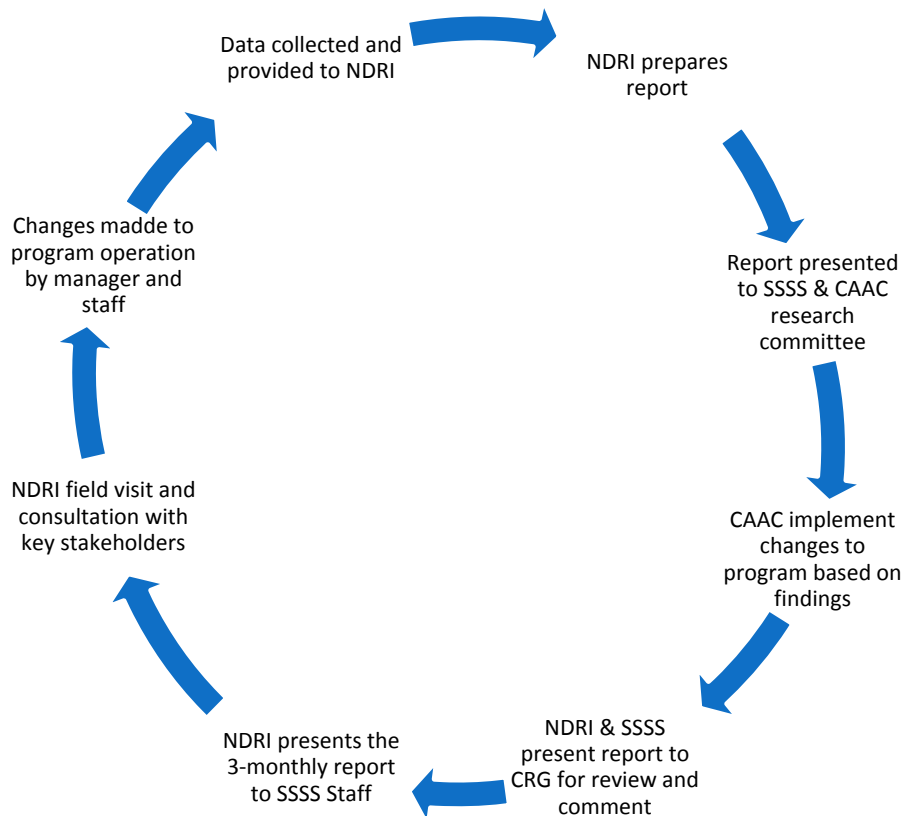 Data collected and
provided to NDRI
NDRI prepares
report
Report presented
to SSSS & CAAC
research
committee
CAAC implement
changes to
program based on
findings
NDRI & SSSS
present report to
CRG for review and
comment
NDRI presents the
3-monthly report
to SSSS Staff
NDRI field visit and
consultation with
key stakeholders
Changes madde to
program operation
by manager and
staff